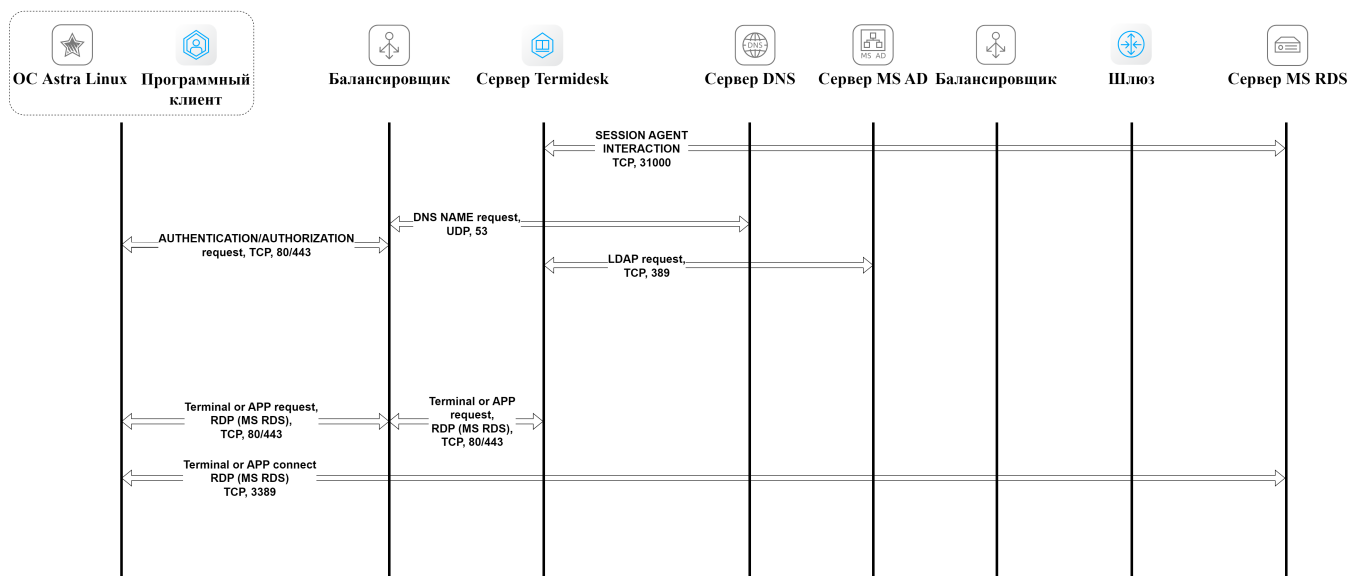 ОС Astra Linux
Программный
клиент
Балансировщик
Сервер Termidesk
DNS
Сервер DNS
MS AD
Сервер MS AD
Балансировщик
Шлюз
Сервер MS RDS
SESSION AGENT
INTERACTION
TCP, 31000
DNS NAME request,
UDP, 53
AUTHENTICATION/AUTHORIZATION
request, TCP, 80/443
LDAP request,
TCP, 389
Terminal or APP request,
RDP (MS RDS),
TCP, 80/443
Terminal or APP
request,
RDP (MS RDS),
TCP, 80/443
Terminal or APP connect
RDP (MS RDS)
TCP, 3389